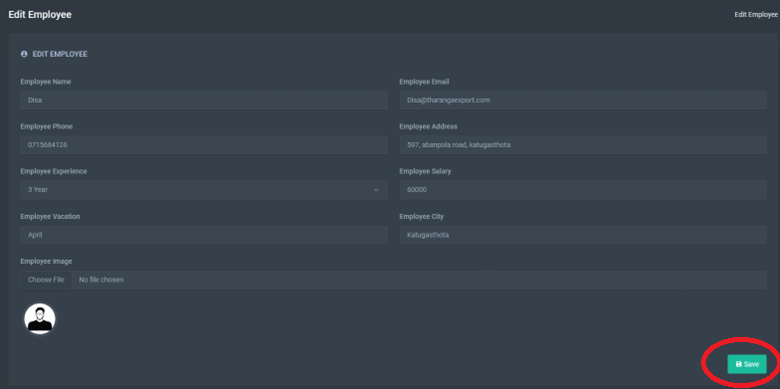 Edit Employee
Edit Employee
EDIT EMPLOYEE
Employee Name
Employee Email
Disa
Disa@tharangaexport.com
Employee Phone
Employee Address
0715684126
597, abanpola road, katugasthota
Employee Experience
Employee Salary
3 Year
60000
Employee Vacation
Employee City
April
Katugasthota
Employee Image
Choose File No file chosen
Save